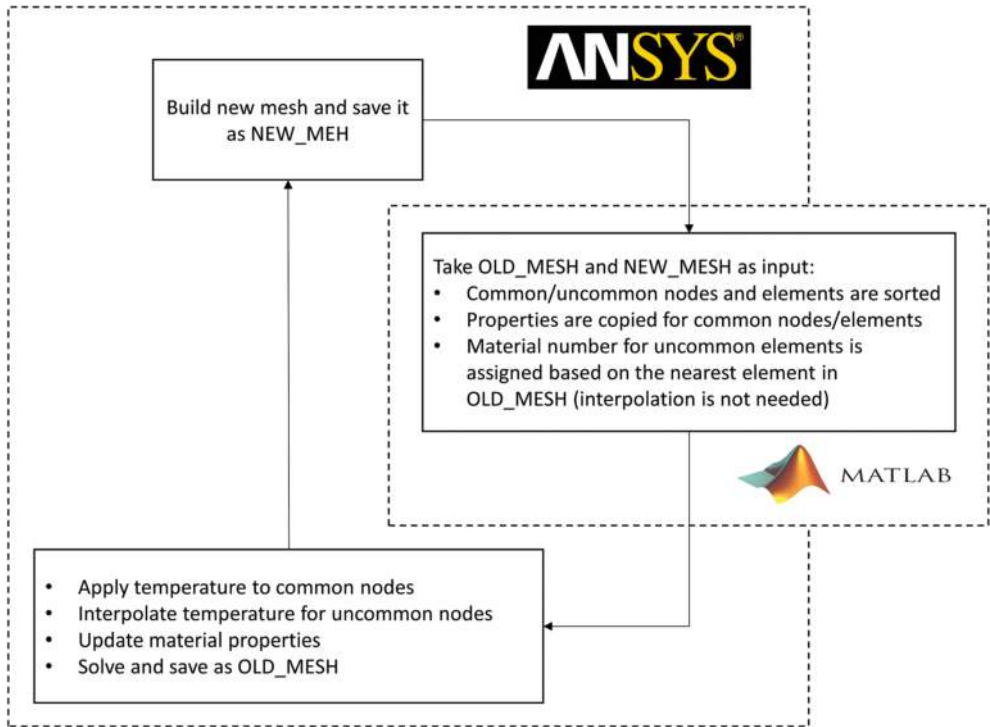 ANSYS®
Build new mesh and save it
as NEW_MEH
Take OLD_MESH and NEW_MESH as input:
• Common/uncommon nodes and elements are sorted
• Properties are copied for common nodes/elements
• Material number for uncommon elements is
assigned based on the nearest element in
OLD_MESH (interpolation is not needed)
MATLAB
• Apply temperature to common nodes
• Interpolate temperature for uncommon nodes
• Update material properties
• Solve and save as OLD_MESH